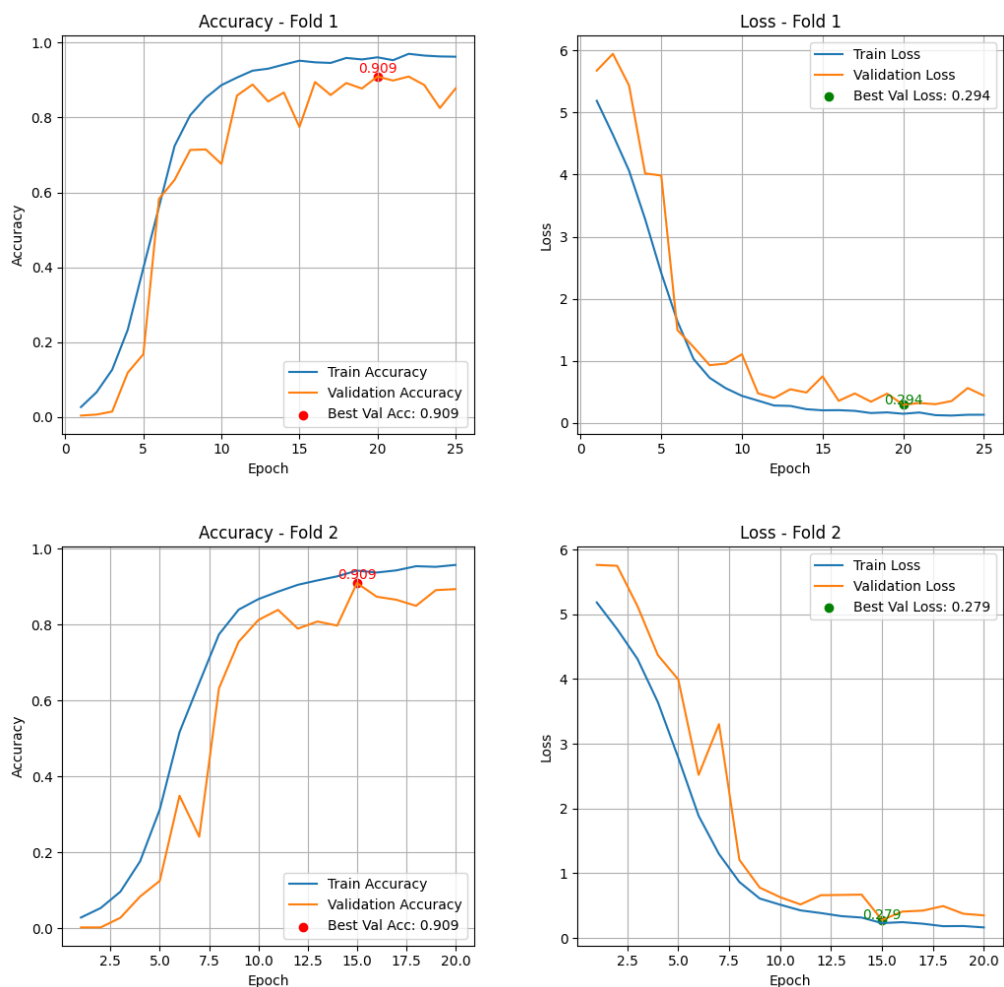 Accuracy - Fold 1
1.0
0.8
0.6
0.4
0.2
0.0
Accuracy
0.909
Train Accuracy
Validation Accuracy
Best Val Acc: 0.909
0 5 10 15 20 25
Epoch
Loss - Fold 1
6
5
4
3
2
1
0
Loss
Train Loss
Validation Loss
Best Val Loss: 0.294
0.294
0 5 10 15 20 25
Epoch
Accuracy - Fold 2
1.0
0.8
0.6
0.4
0.2
0.0
Accuracy
0.909
Train Accuracy
Validation Accuracy
Best Val Acc: 0.909
2.5 5.0 7.5 10.0 12.5 15.0 17.5 20.0
Epoch
Loss - Fold 2
6
5
4
3
2
1
0
Loss
Train Loss
Validation Loss
Best Val Loss: 0.279
0.279
2.5 5.0 7.5 10.0 12.5 15.0 17.5 20.0
Epoch